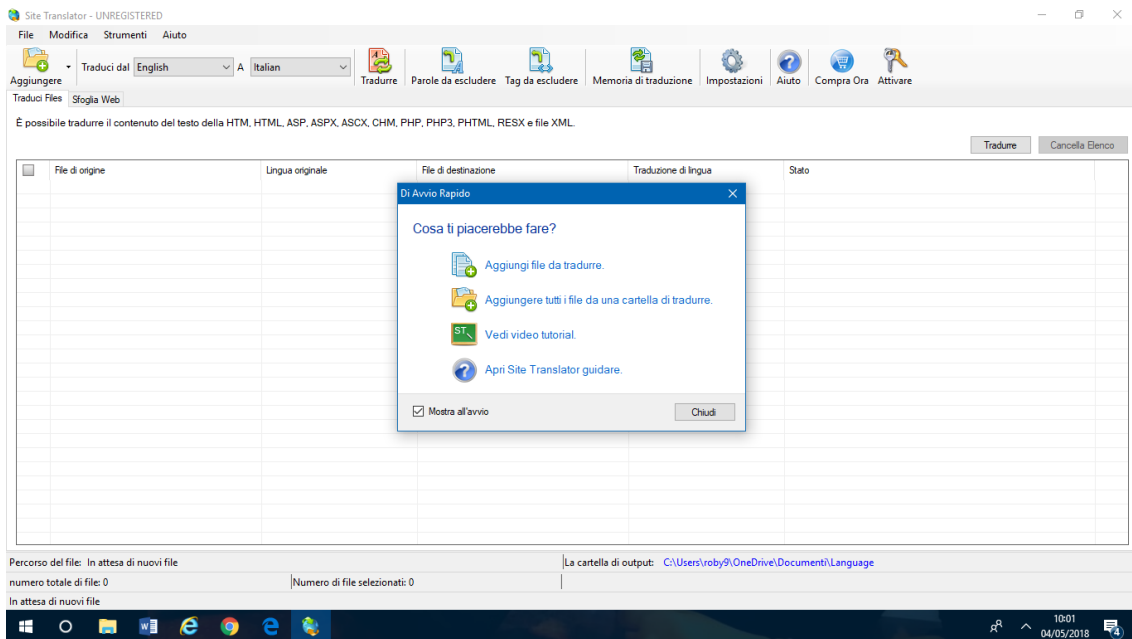 Site Translator - UNREGISTERED
File Modifica Strumenti Aiuto
Aggiungere Traduci dal English A Italian Tradurre Parole da escludere Tag da escludere Memoria di traduzione Impostazioni Aiuto Compra Ora Attivare
Traduci Files Sfoglia Web
È possibile tradurre il contenuto del testo della HTM, HTML, ASP, ASPX, ASCX, CHM, PHP, PHP3, PHTML, RESX e file XML.
Tradurre Cancella Elenco
File di origine Lingua originale File di destinazione Traduzione di lingua Stato
Di Avvio Rapido
Cosa ti piacerebbe fare?
Aggiungi file da tradurre.
Aggiungere tutti i file da una cartella di tradurre.
ST
Vedi video tutorial.
Apri Site Translator guidare.
Mostra all'avvio Chiudi
Percorso del file: In attesa di nuovi file La cartella di output: C:\Users\roby9\OneDrive\Documenti\Language
numero totale di file: 0 Numero di file selezionati: 0
In attesa di nuovi file
10:01
04/05/2018
4